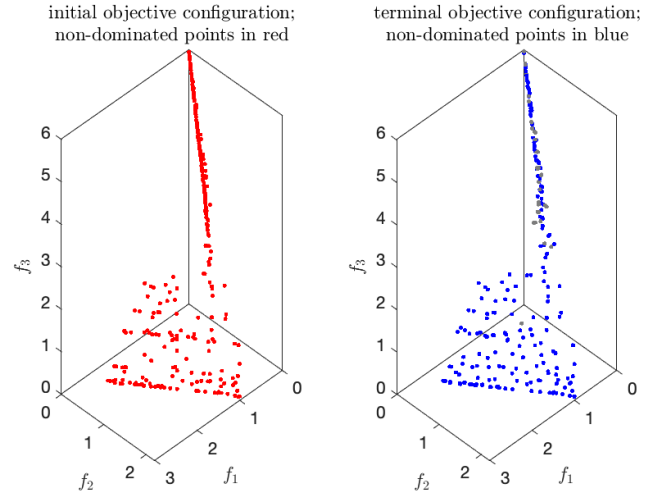 initial objective configuration;
non-dominated points in red
terminal objective configuration;
non-dominated points in blue
6
5
4
3
2
1
0
f3
0
1
2
f2
3
2
1
0
f1
6
5
4
3
2
1
0
f3
0
1
2
f2
3
2
1
0
f1